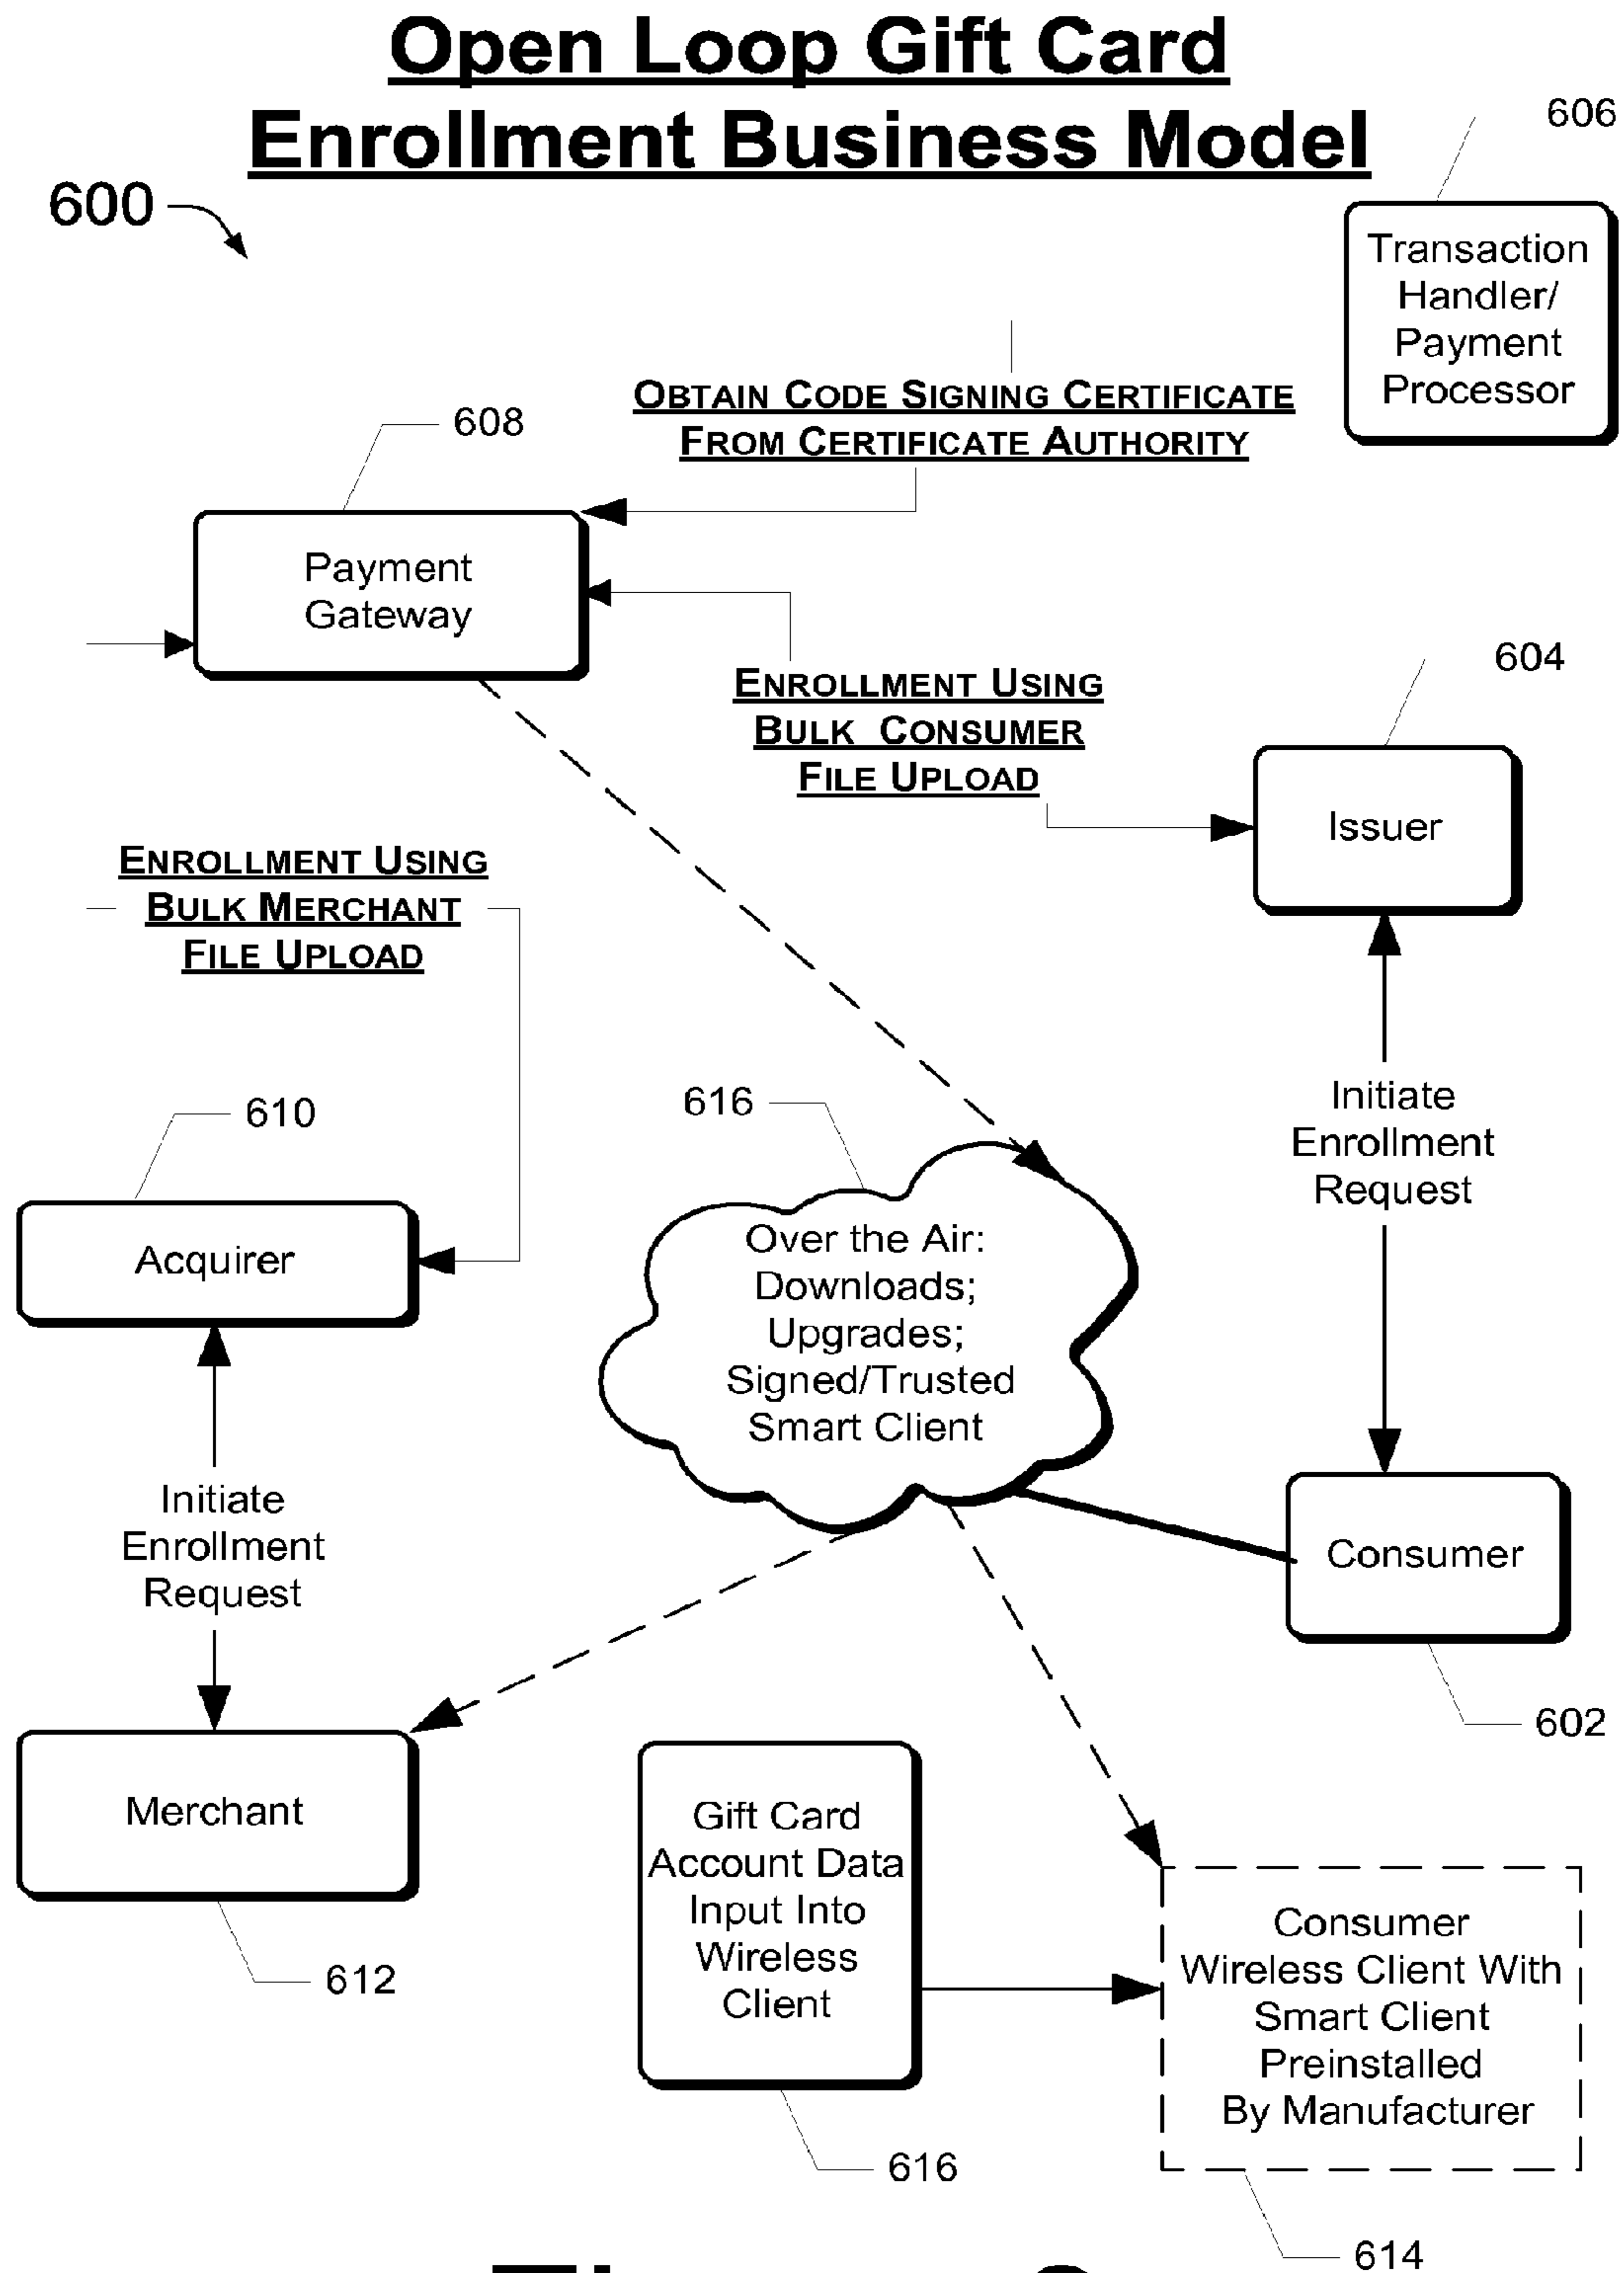 Open Loop Gift Card
Enrollment Business Model
606
600
Transaction
Handler/
Payment
Processor
OBTAIN CODE SIGNING CERTIFICATE
FROM CERTIFICATE AUTHORITY
608
Payment
Gateway
604
ENROLLMENT USING
BULK CONSUMER
FILE UPLOAD
Issuer
ENROLLMENT USING
BULK MERCHANT
FILE UPLOAD
Initiate
Enrollment
Request
610
616
Acquirer
Over the Air:
Downloads;
Upgrades;
Signed/Trusted
Smart Client
Initiate
Enrollment
Request
Consumer
602
Merchant
612
Gift Card
Account Data
Input Into
Wireless
Client
616
Consumer
Wireless Client With
Smart Client
Preinstalled
By Manufacturer
614